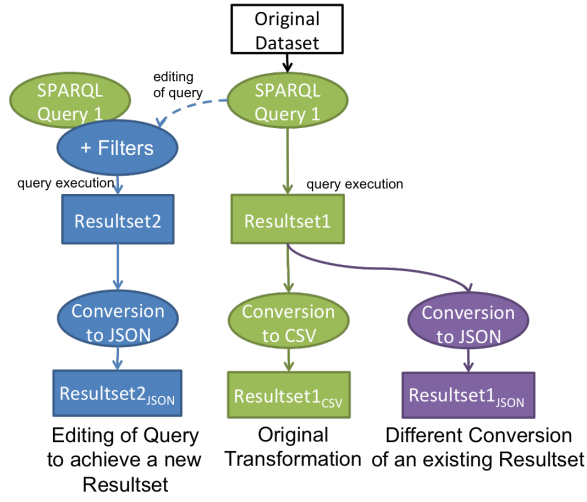 Original
Dataset
editing
of query
SPARQL
Query 1
SPARQL
Query 1
+ Filters
query execution
query execution
Resultset2
Resultset1
Conversion
to JSON
Conversion
to CSV
Conversion
to JSON
Resultset2JSON
Resultset1CSV
Resultset1JSON
Editing of Query
to achieve a new
Resultset
Original
Transformation
Different Conversion
of an existing Resultset